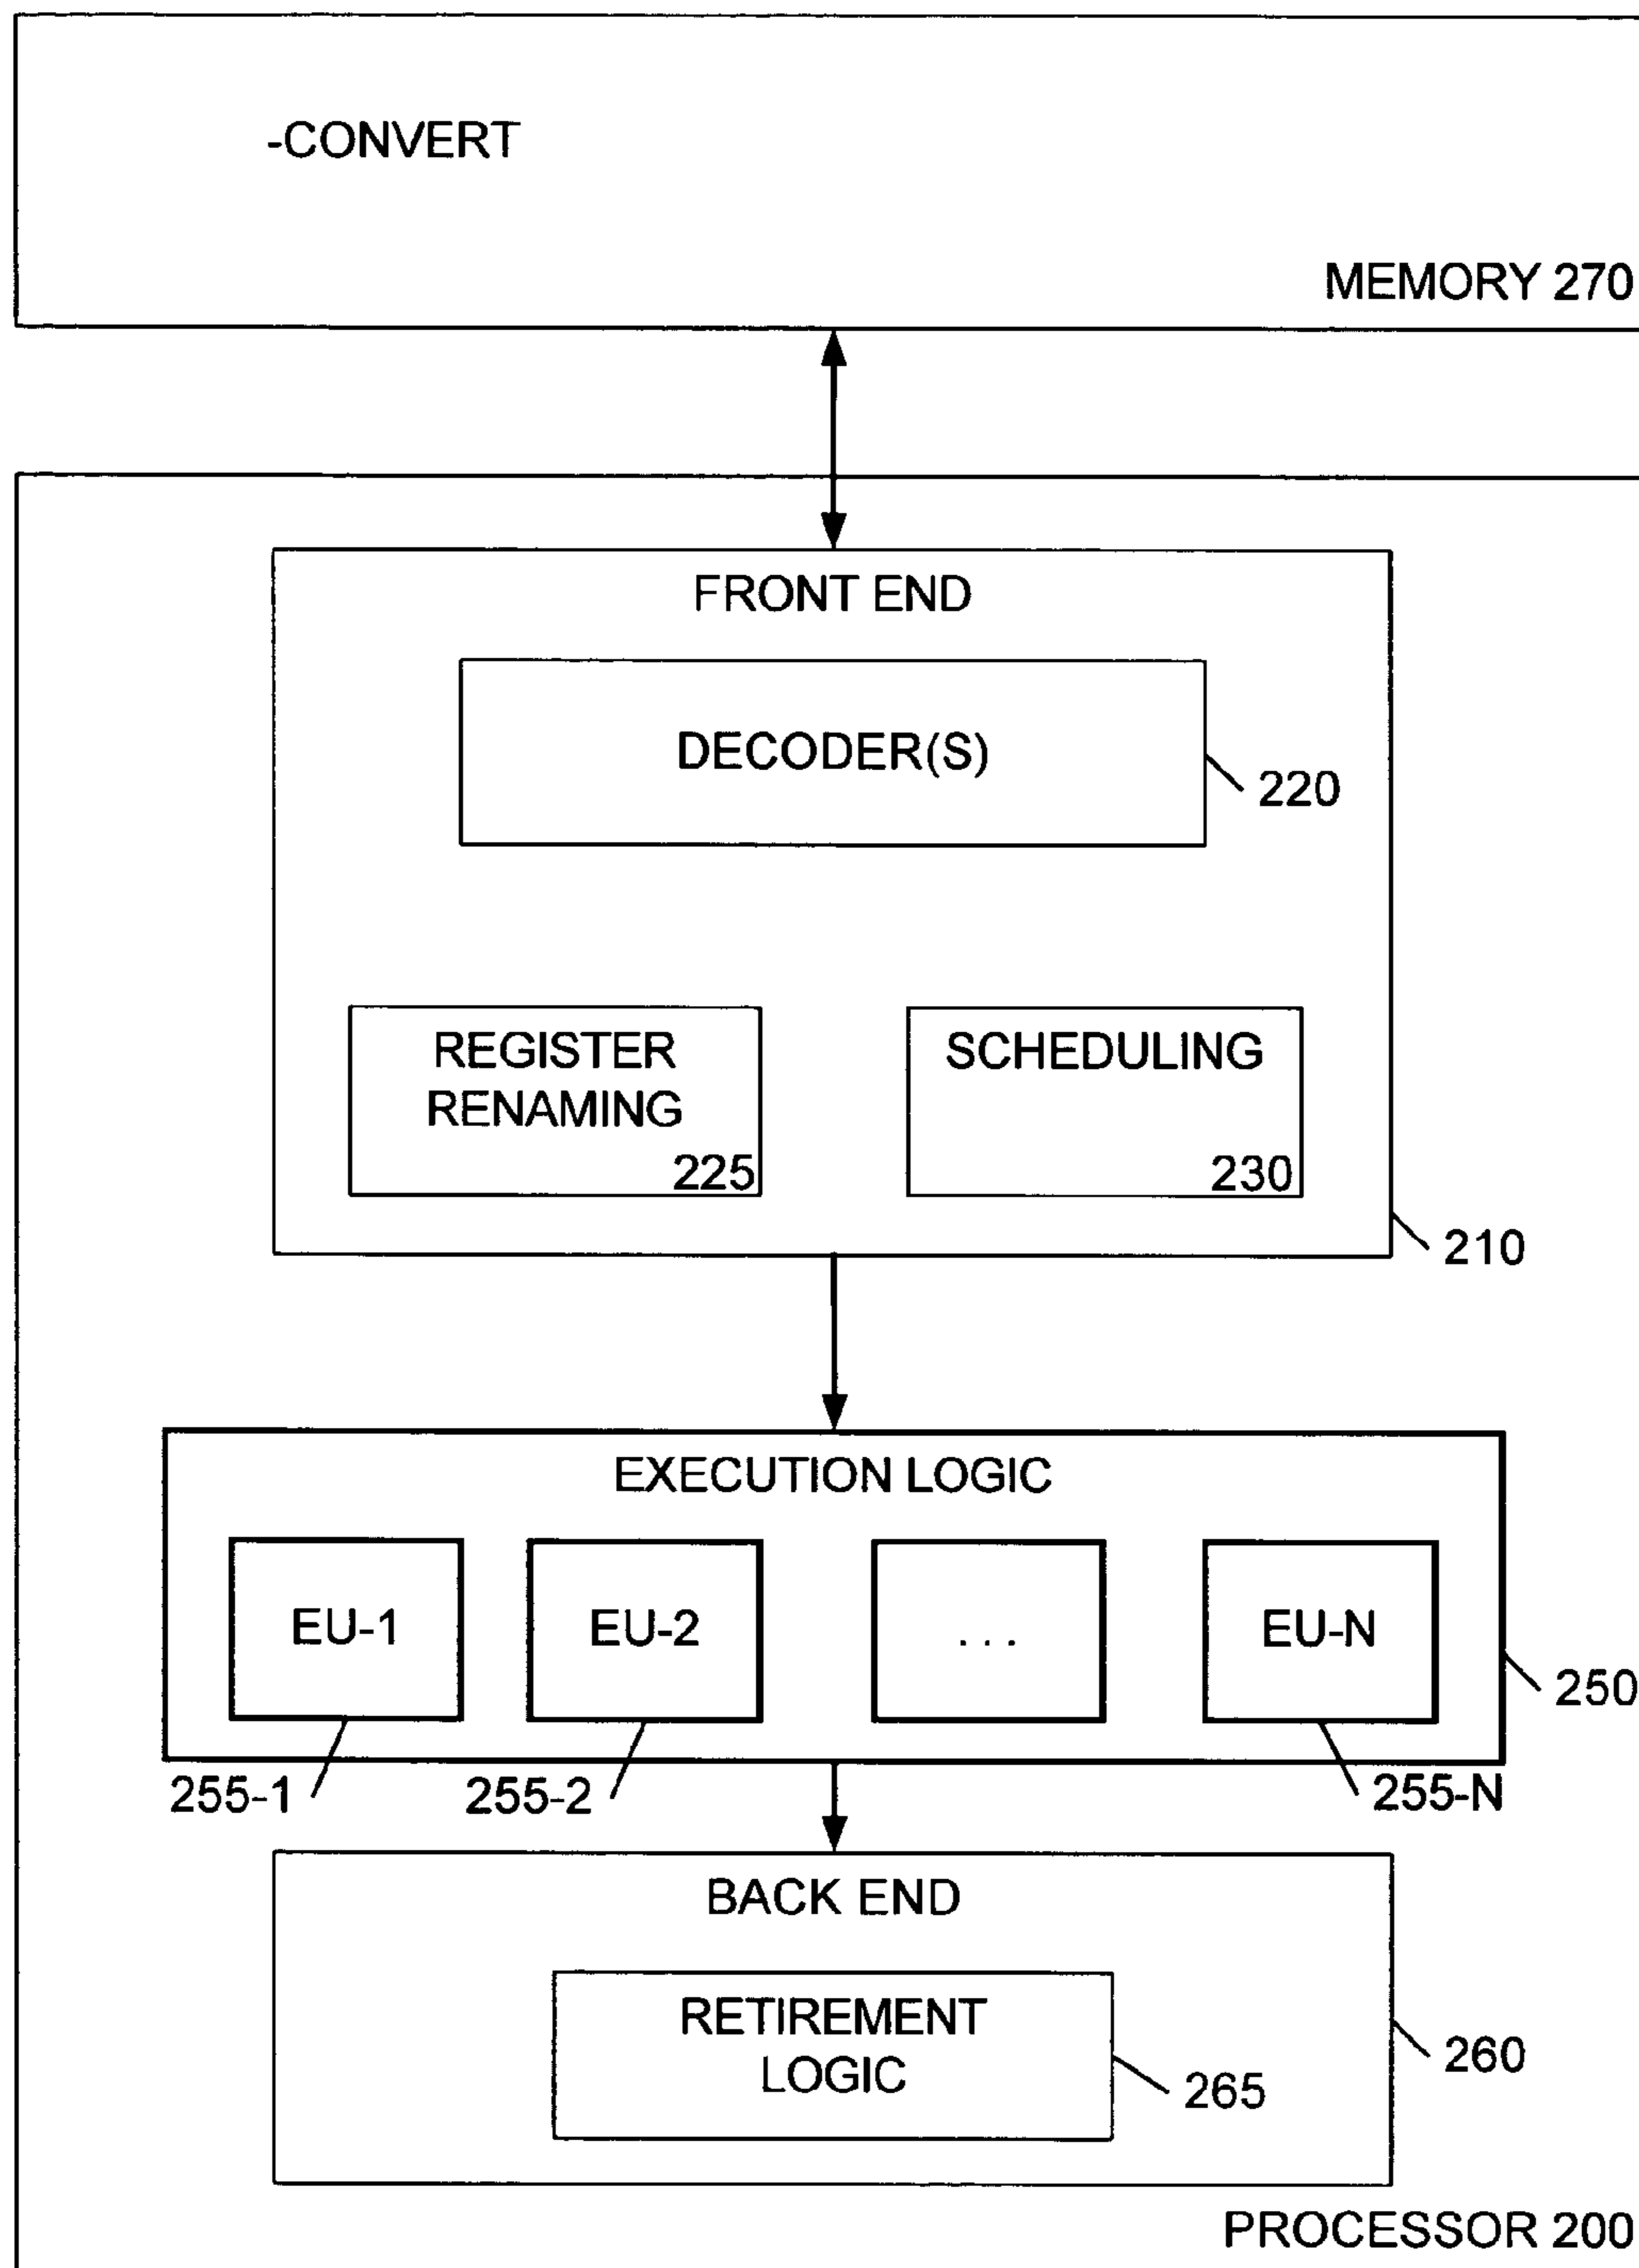 -CONVERT
MEMORY 270
FRONT END
DECODER(S)
220
REGISTER
RENAMING
225
SCHEDULING
230
210
EXECUTION LOGIC
EU-1
EU-2
...
EU-N
250
255-1
255-2
255-N
BACK END
RETIREMENT
LOGIC
265
260
PROCESSOR 200